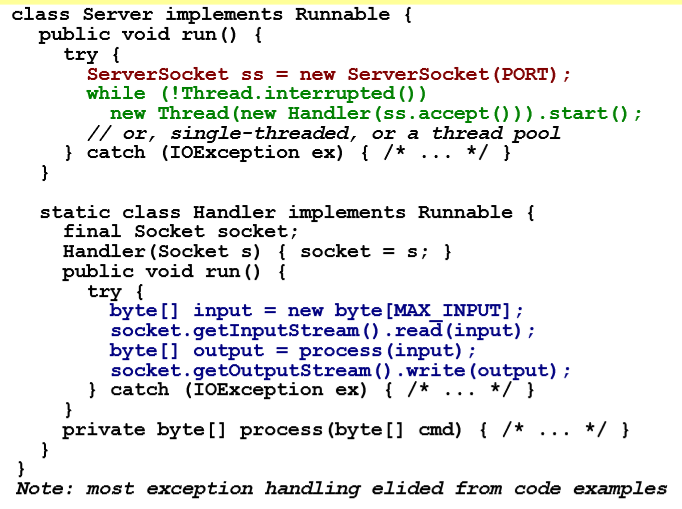 class Server implements Runnable {
public void run() {
try {
ServerSocket ss = new ServerSocket(PORT);
while (!Thread.interrupted())
new Thread(new Handler(ss.accept())).start();
// or, single-threaded, or a thread pool
} catch (IOException ex) { /* ... */ }
}
static class Handler implements Runnable {
final Socket socket;
Handler(Socket s) { socket = s; }
public void run() {
try {
byte[] input = new byte[MAX_INPUT];
socket.getInputStream().read(input);
byte[] output = process(input);
socket.getOutputStream().write(output);
} catch (IOException ex) { /* ... */ }
}
private byte[] process(byte[] cmd) { /* ... */ }
}
}
Note: most exception handling elided from code examples